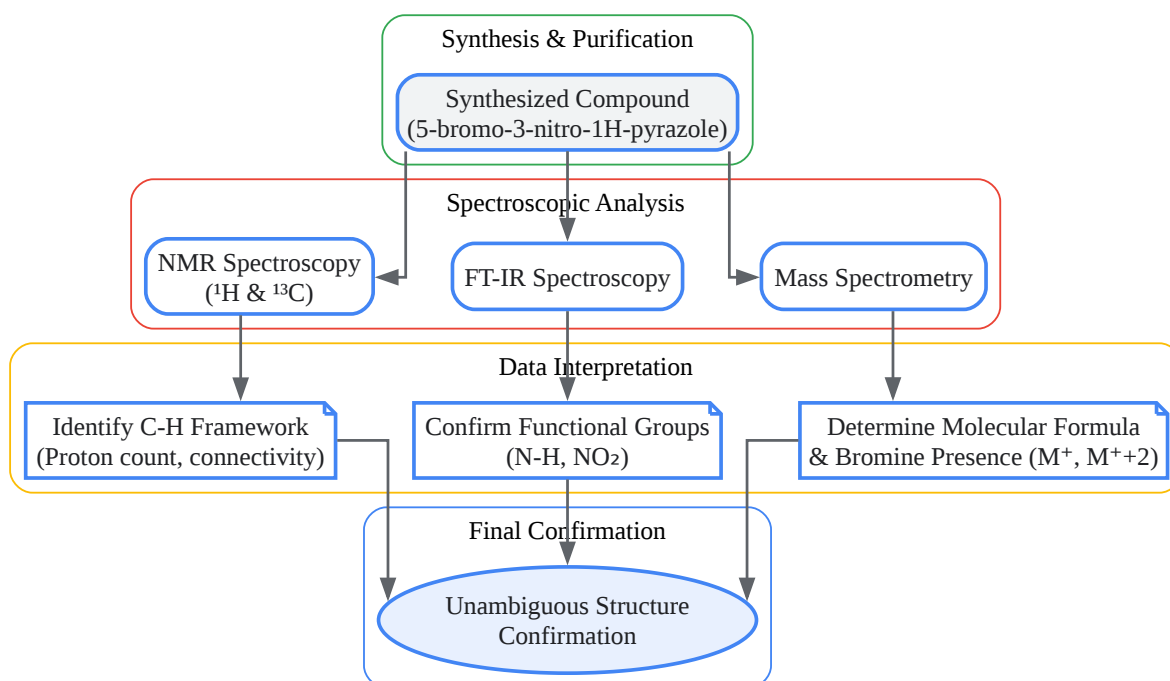 Synthesis & Purification
Synthesized Compound
(5-bromo-3-nitro-1H-pyrazole)
Spectroscopic Analysis
NMR Spectroscopy
(¹H & ¹³C)
FT-IR Spectroscopy
Mass Spectrometry
Data Interpretation
Identify C-H Framework
(Proton count, connectivity)
Confirm Functional Groups
(N-H, NO₂)
Determine Molecular Formula
& Bromine Presence (M⁺, M⁺+2)
Final Confirmation
Unambiguous Structure
Confirmation